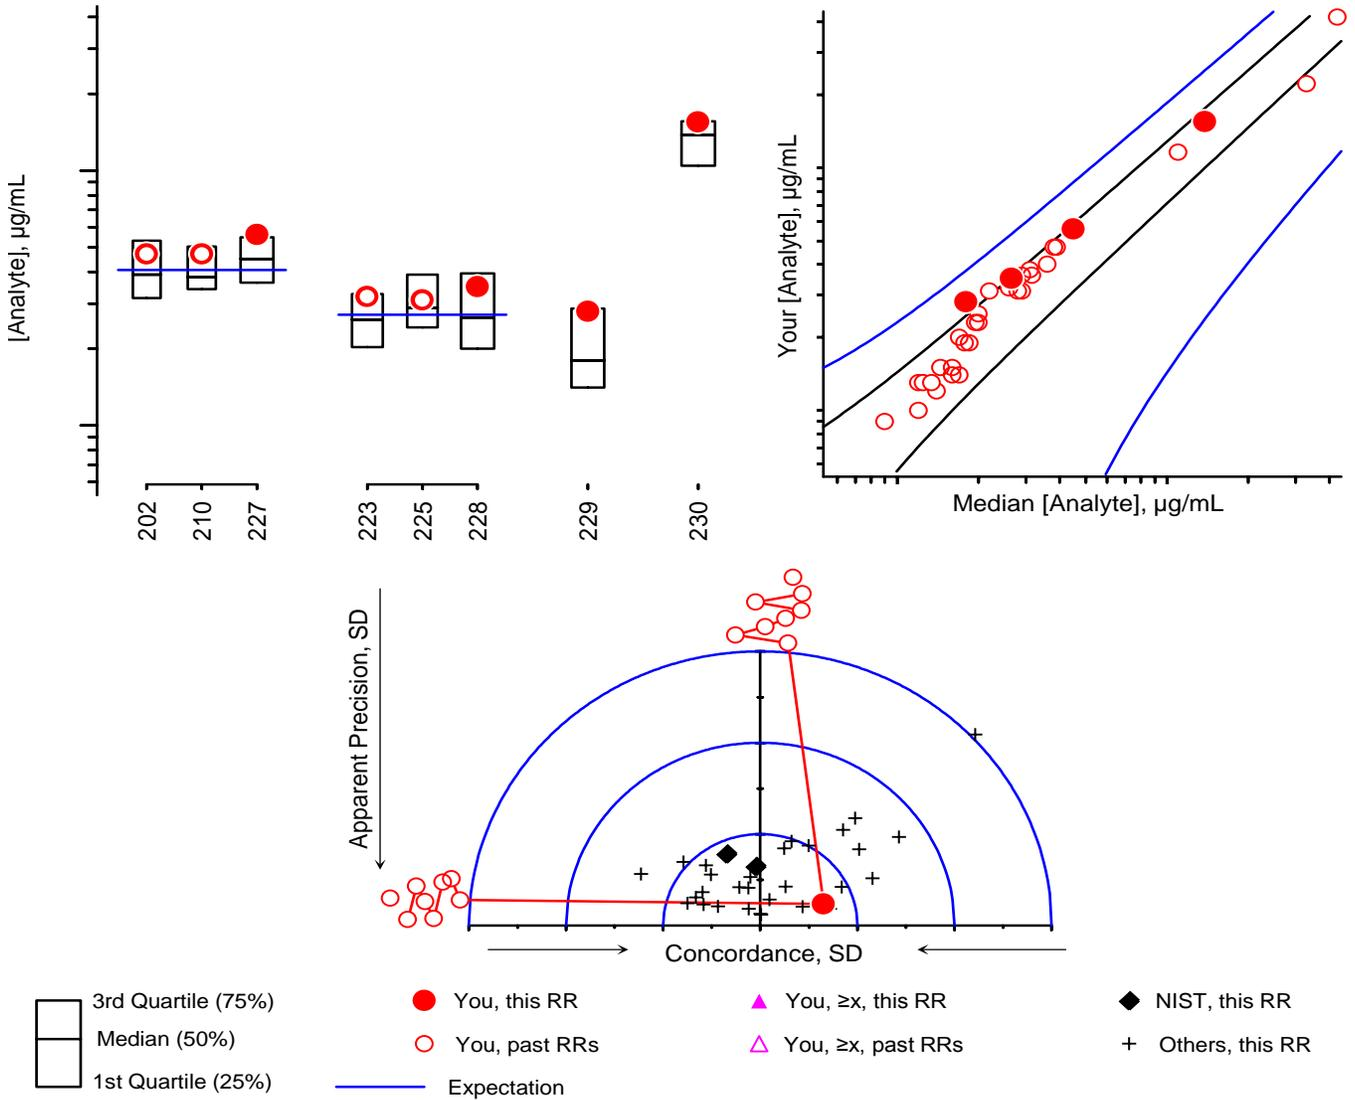 [Analyte], µg/mL
202
210
227
223
225
228
229
230
Your [Analyte], µg/mL
Median [Analyte], µg/mL
Apparent Precision, SD
Concordance, SD
3rd Quartile (75%)
Median (50%)
1st Quartile (25%)
You, this RR
You, past RRs
Expectation
You, ≥x, this RR
You, ≥x, past RRs
NIST, this RR
Others, this RR